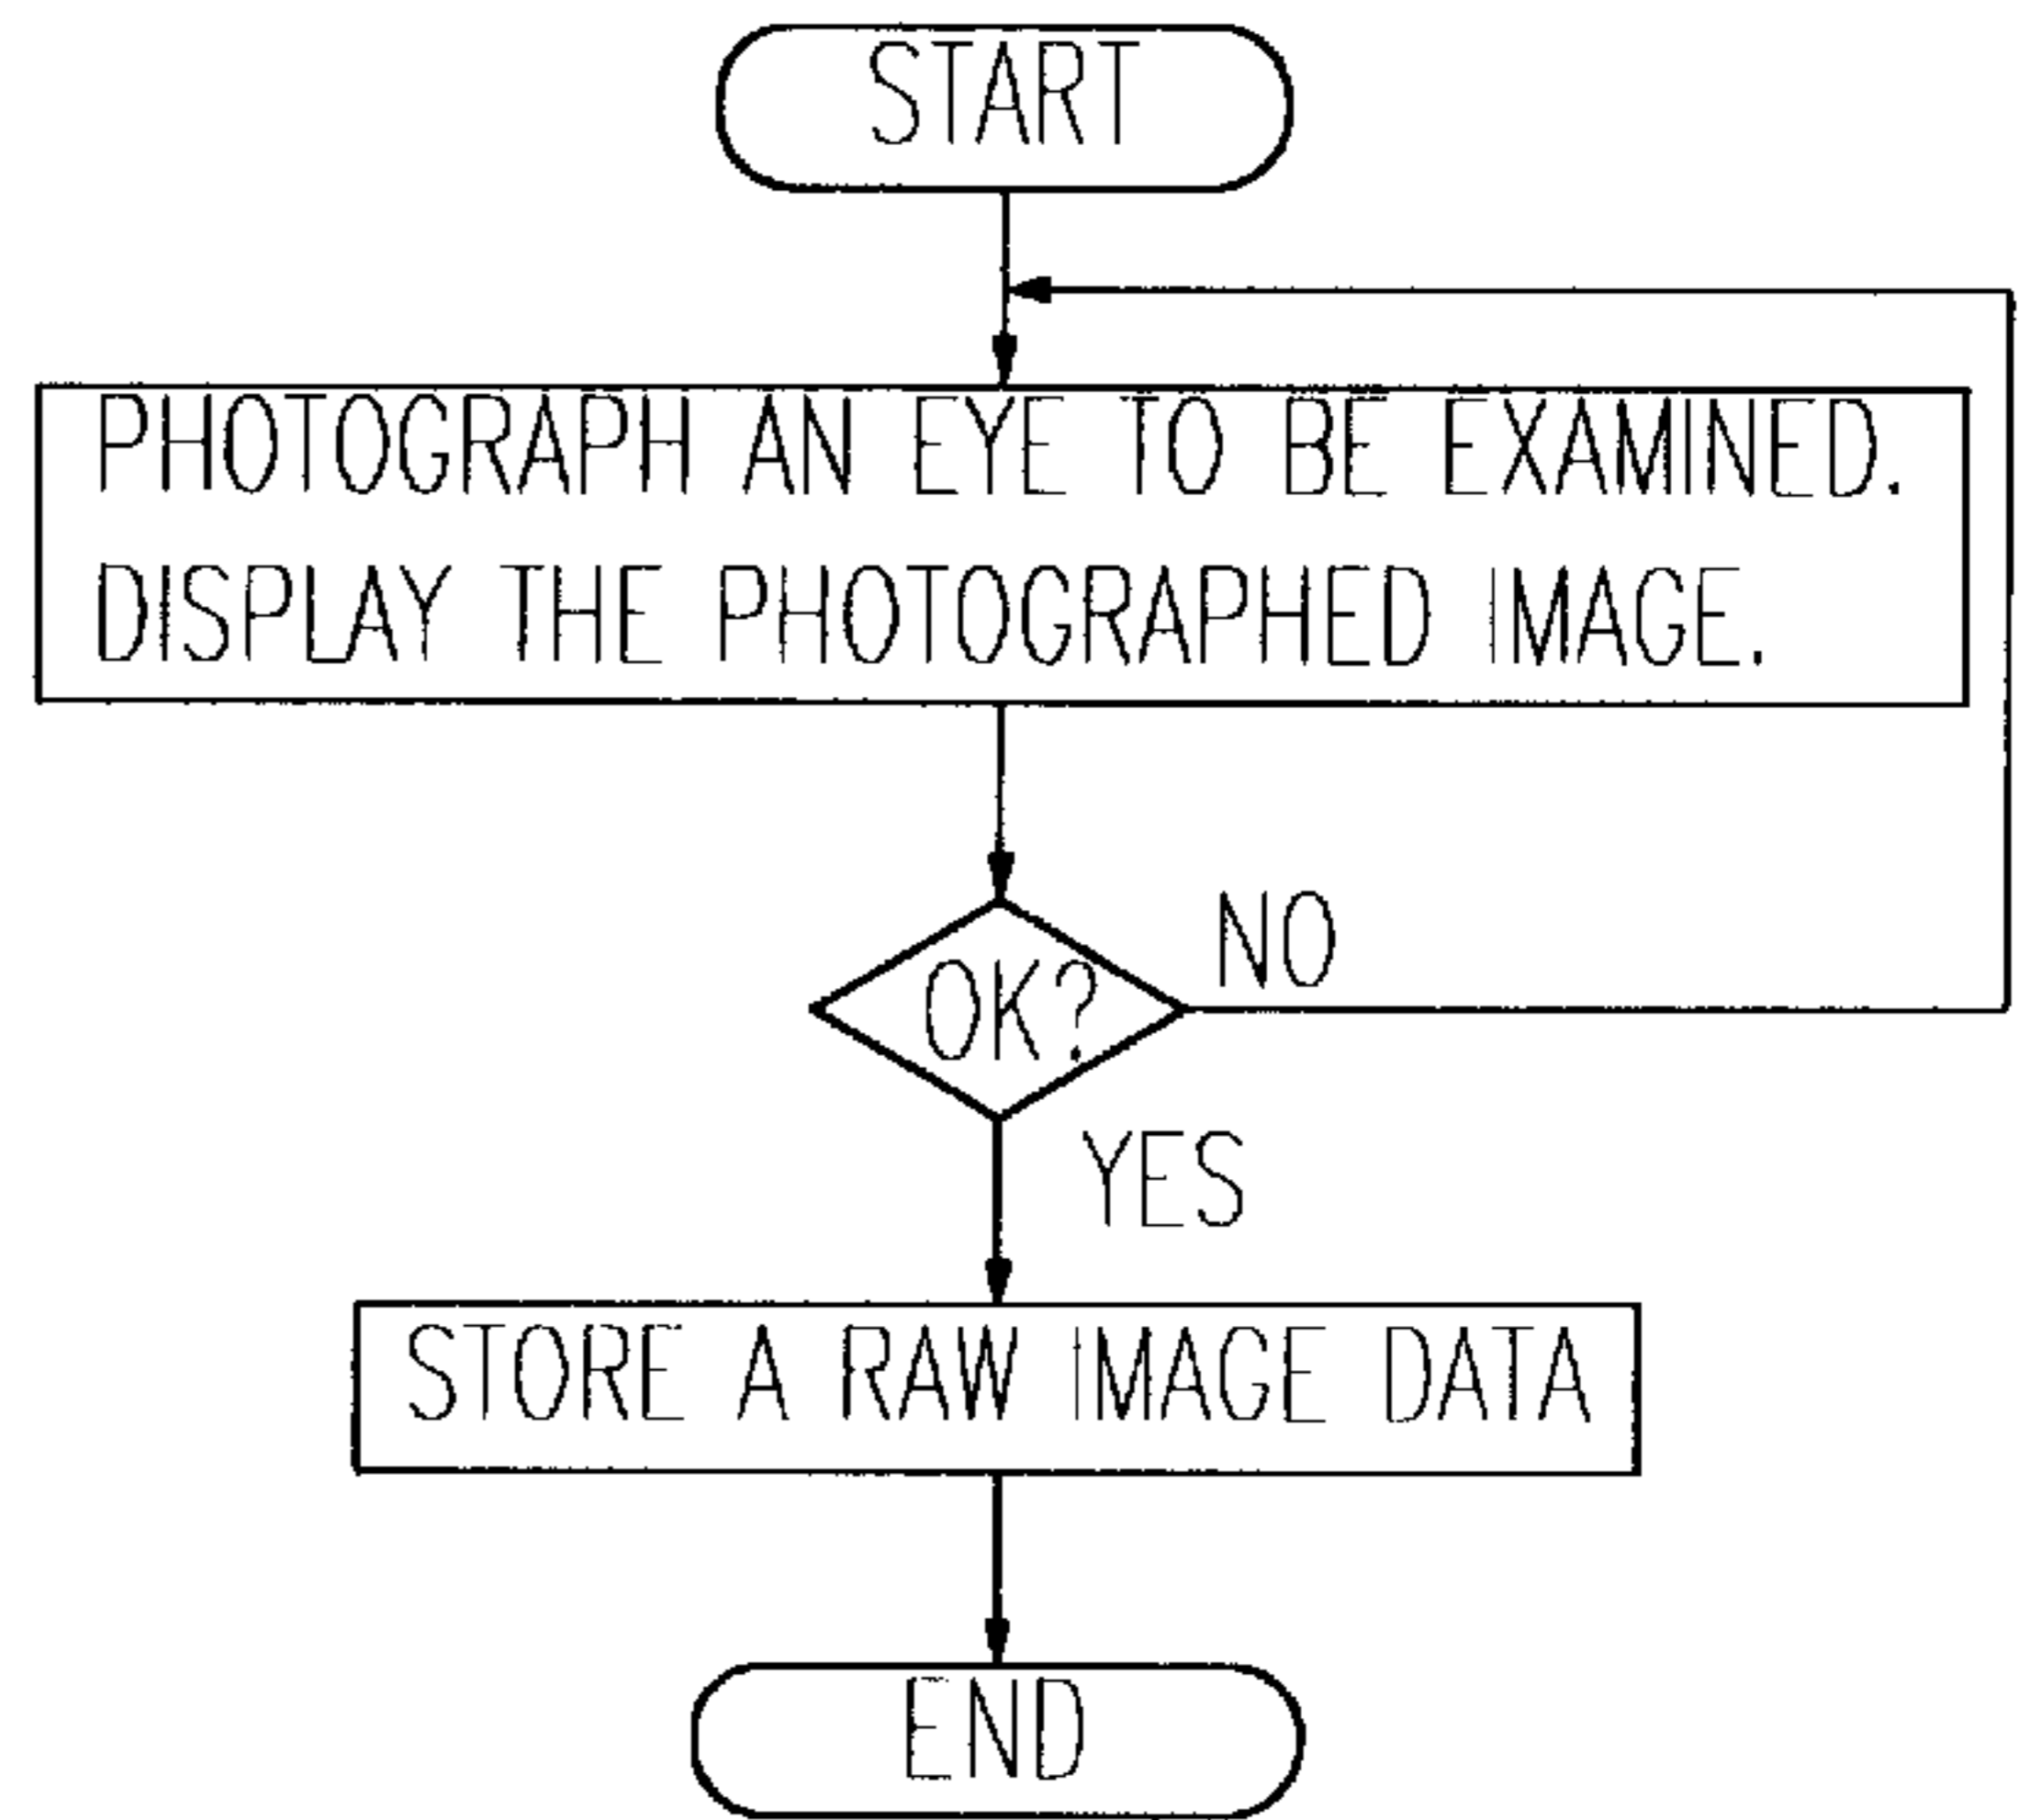 START
PHOTOGRAPH AN EYE TO BE EXAMINED.
DISPLAY THE PHOTOGRAPHED IMAGE.
OK?
NO
YES
STORE A RAW IMAGE DATA
END